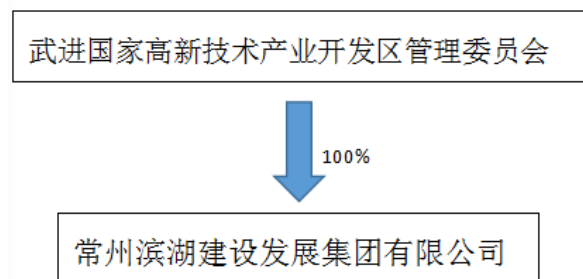 武进国家高新技术产业开发区管理委员会
100%
常州滨湖建设发展集团有限公司